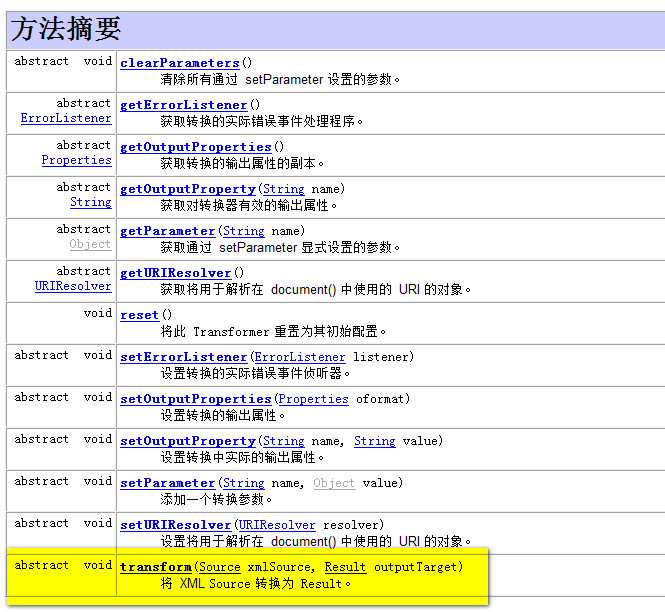 方法摘要
abstract void clearParameters()
清除所有通过 setParameter 设置的参数。
abstract ErrorListener getErrorListener()
获取转换的实际错误事件处理程序。
abstract Properties getOutputProperties()
获取转换的输出属性的副本。
abstract String getOutputProperty(String name)
获取对转换器有效的输出属性。
abstract Object getParameter(String name)
获取通过 setParameter 显式设置的参数。
abstract URIResolver getURIResolver()
获取将用于解析在 document() 中使用的 URI 的对象。
void reset()
将此 Transformer 重置为其初始配置。
abstract void setErrorListener(ErrorListener listener)
设置转换的实际错误事件侦听器。
abstract void setOutputProperties(Properties oformat)
设置转换的输出属性。
abstract void setOutputProperty(String name, String value)
设置转换中实际的输出属性。
abstract void setParameter(String name, Object value)
添加一个转换参数。
abstract void setURIResolver(URIResolver resolver)
设置将用于解析在 document() 中使用的 URI 的对象。
abstract void transform(Source xmlSource, Result outputTarget)
将 XML Source 转换为 Result。